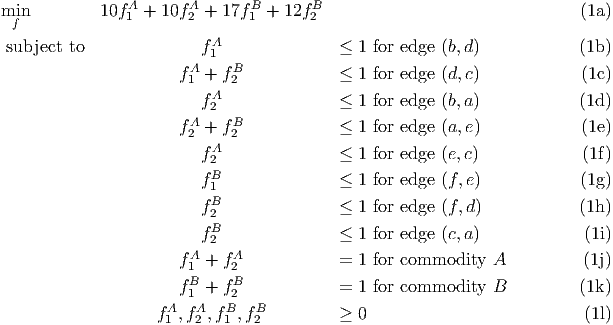 min_f 10f_1^A + 10f_2^A + 17f_1^B + 12f_2^B (1a)
subject to f_1^A ≤ 1 for edge (b, d) (1b)
f_1^A + f_2^B ≤ 1 for edge (d, c) (1c)
f_2^A ≤ 1 for edge (b, a) (1d)
f_2^A + f_2^B ≤ 1 for edge (a, e) (1e)
f_2^A ≤ 1 for edge (e, c) (1f)
f_1^B ≤ 1 for edge (f, e) (1g)
f_2^B ≤ 1 for edge (f, d) (1h)
f_2^B ≤ 1 for edge (c, a) (1i)
f_1^A + f_2^A = 1 for commodity A (1j)
f_1^B + f_2^B = 1 for commodity B (1k)
f_1^A, f_2^A, f_1^B, f_2^B ≥ 0 (1l)